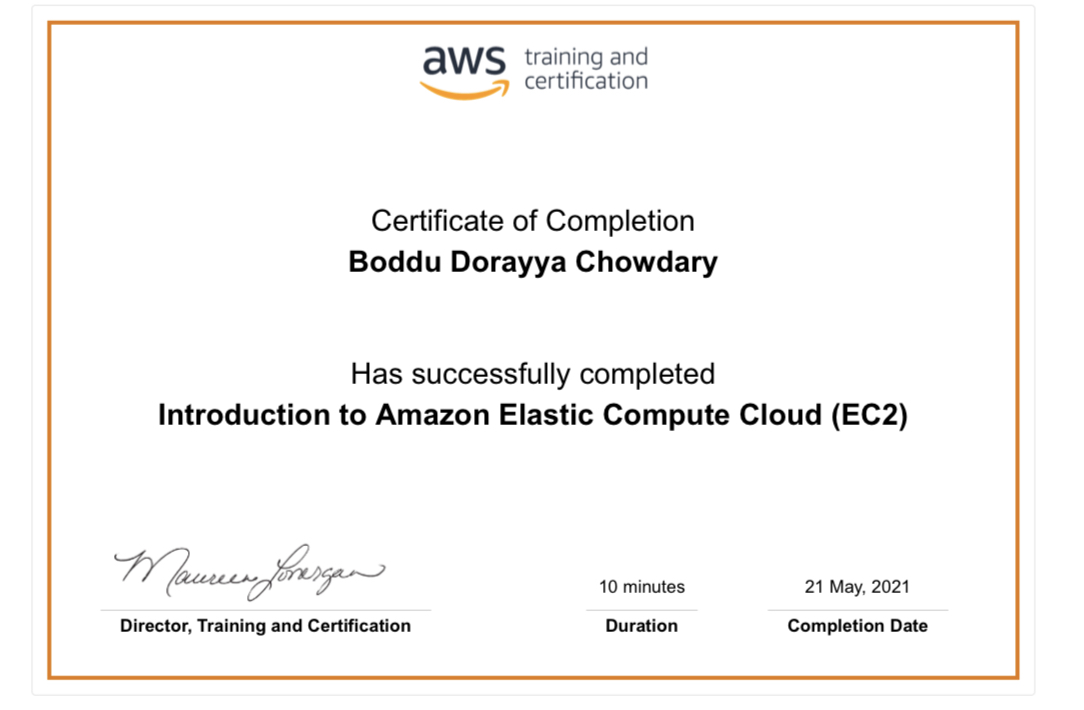 aws training and
certification
Certificate of Completion
Boddu Dorayya Chowdary
Has successfully completed
Introduction to Amazon Elastic Compute Cloud (EC2)
Maureen Lonergan
10 minutes
21 May, 2021
Director, Training and Certification
Duration
Completion Date